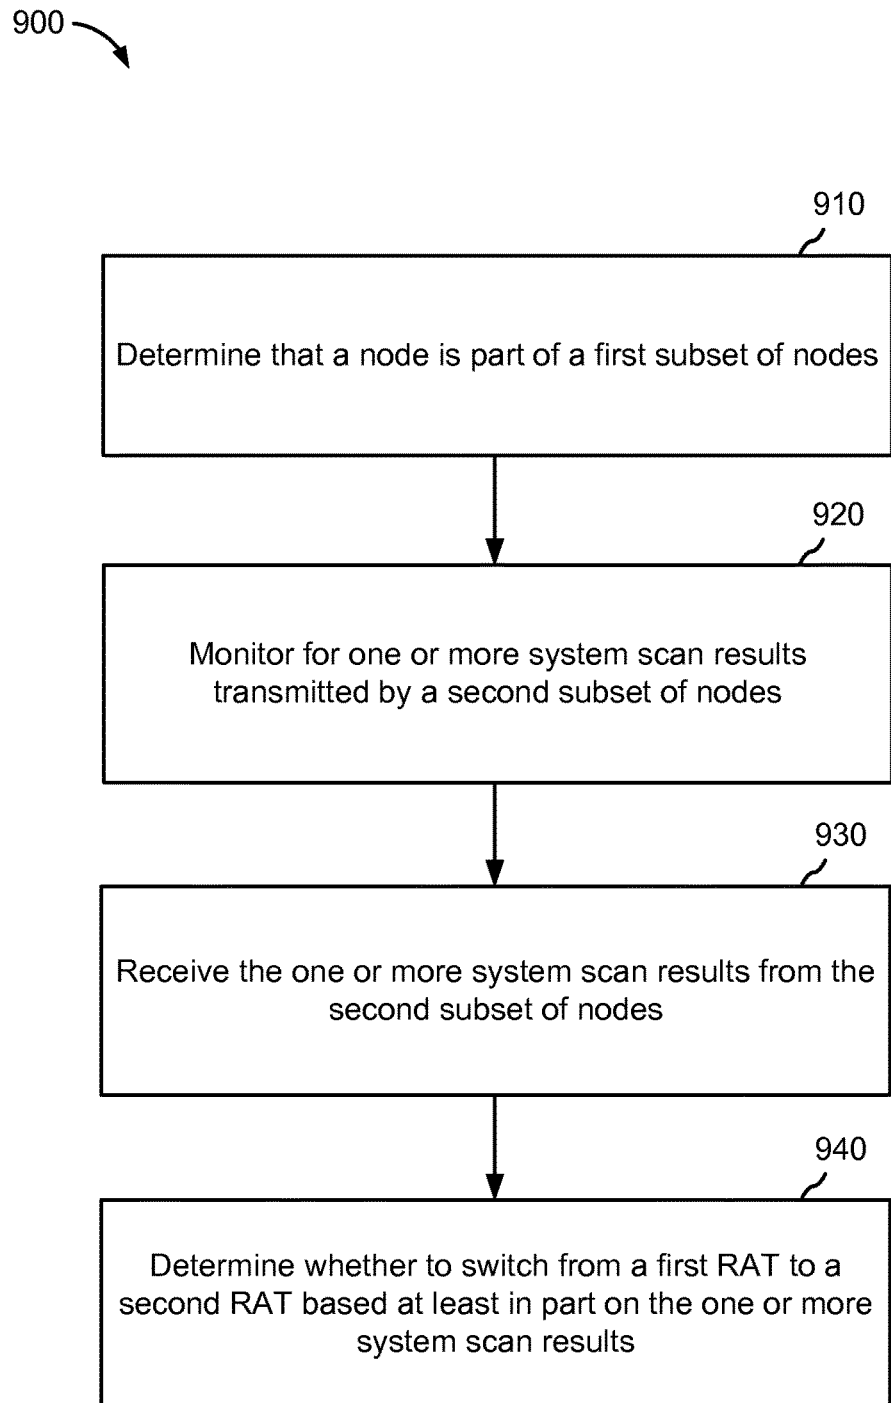 900
910
Determine that a node is part of a first subset of nodes
920
Monitor for one or more system scan results
transmitted by a second subset of nodes
930
Receive the one or more system scan results from the
second subset of nodes
940
Determine whether to switch from a first RAT to a
second RAT based at least in part on the one or more
system scan results